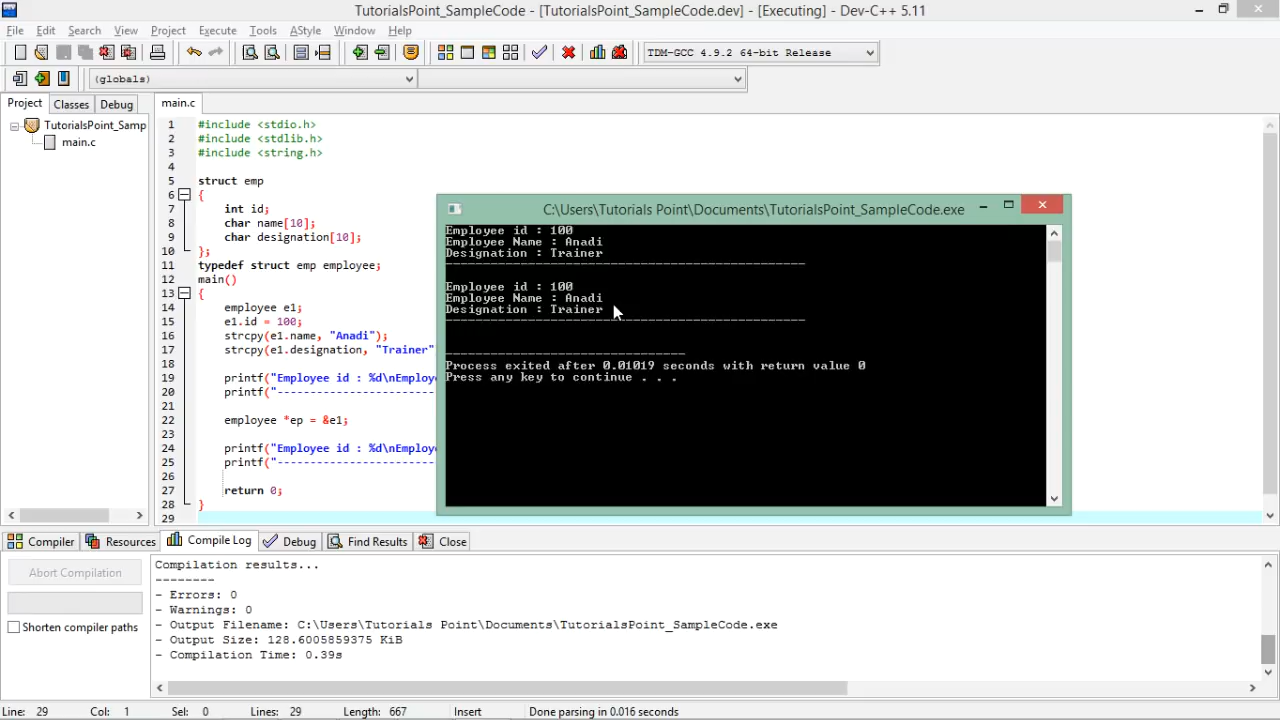 TutorialsPoint_SampleCode - [TutorialsPoint_SampleCode.dev] - [Executing] - Dev-C++ 5.11
File Edit Search View Project Execute Tools AStyle Window Help
TDM-GCC 4.9.2 64-bit Release
(globals)
Project Classes Debug
main.c
TutorialsPoint_Samp
main.c
1 #include <stdio.h>
2 #include <stdlib.h>
3 #include <string.h>
4
5 struct emp
6 {
7 int id;
8 char name[10];
9 char designation[10];
10 };
11 typedef struct emp employee;
12 main()
13 {
14 employee e1;
15 e1.id = 100;
16 strcpy(e1.name, "Anadi");
17 strcpy(e1.designation, "Trainer"
18
19 printf("Employee id : %d\nEmploye
20 printf("-------------------------
21
22 employee *ep = &e1;
23
24 printf("Employee id : %d\nEmploye
25 printf("-------------------------
26
27 return 0;
28 }
29
C:\Users\Tutorials Point\Documents\TutorialsPoint_SampleCode.exe
Employee id : 100
Employee Name : Anadi
Designation : Trainer
------------------------------------------------
Employee id : 100
Employee Name : Anadi
Designation : Trainer
------------------------------------------------
--------------------------------
Process exited after 0.01019 seconds with return value 0
Press any key to continue . . .
Compiler Resources Compile Log Debug Find Results Close
Abort Compilation
Shorten compiler paths
Compilation results...
--------
- Errors: 0
- Warnings: 0
- Output Filename: C:\Users\Tutorials Point\Documents\TutorialsPoint_SampleCode.exe
- Output Size: 128.6005859375 KiB
- Compilation Time: 0.39s
Line: 29 Col: 1 Sel: 0 Lines: 29 Length: 667 Insert Done parsing in 0.016 seconds